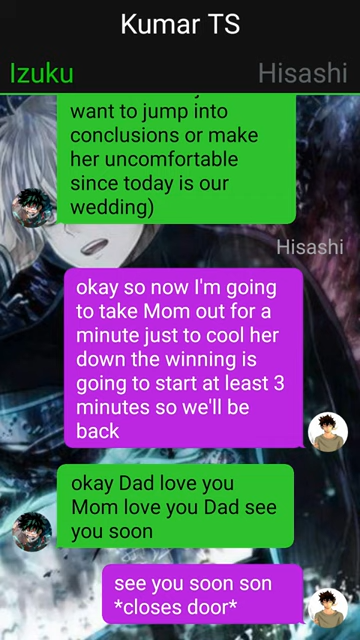 Kumar TS
Izuku Hisashi
want to jump into
conclusions or make
her uncomfortable
since today is our
wedding)
Hisashi
okay so now I'm going
to take Mom out for a
minute just to cool her
down the winning is
going to start at least 3
minutes so we'll be
back
okay Dad love you
Mom love you Dad see
you soon
see you soon son
*closes door*